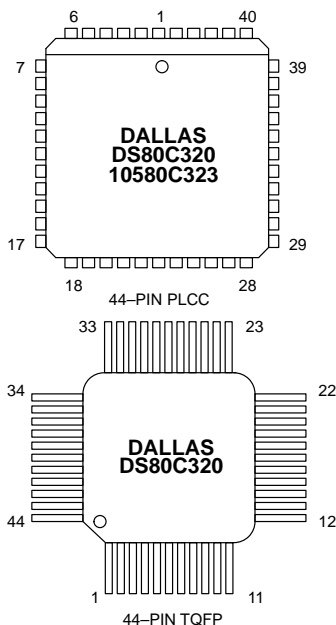 6 1 40
7 39
DALLAS
DS80C320
10580C323
17 29
18 28
44–PIN PLCC
33 23
34 22
DALLAS
DS80C320
44 12
1 11
44–PIN TQFP